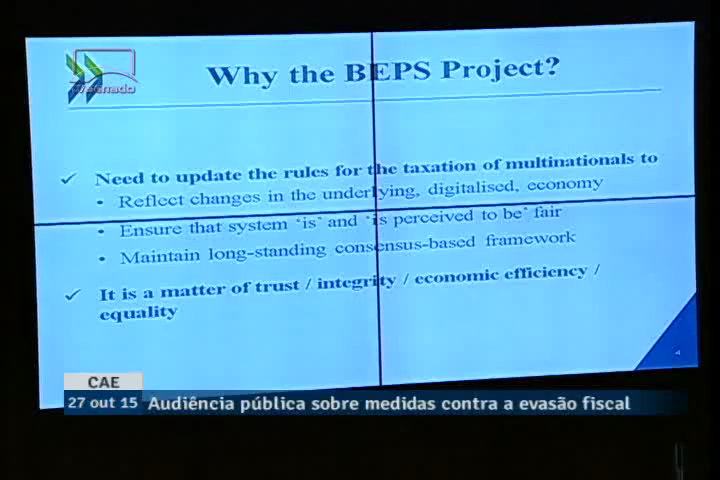 tvsenado
Why the BEPS Project?
✓ Need to update the rules for the taxation of multinationals to
• Reflect changes in the underlying, digitalised, economy
• Ensure that system 'is' and 'is perceived to be' fair
• Maintain long-standing consensus-based framework
✓ It is a matter of trust / integrity / economic efficiency /
equality
4
CAE
27 out 15 Audiência pública sobre medidas contra a evasão fiscal